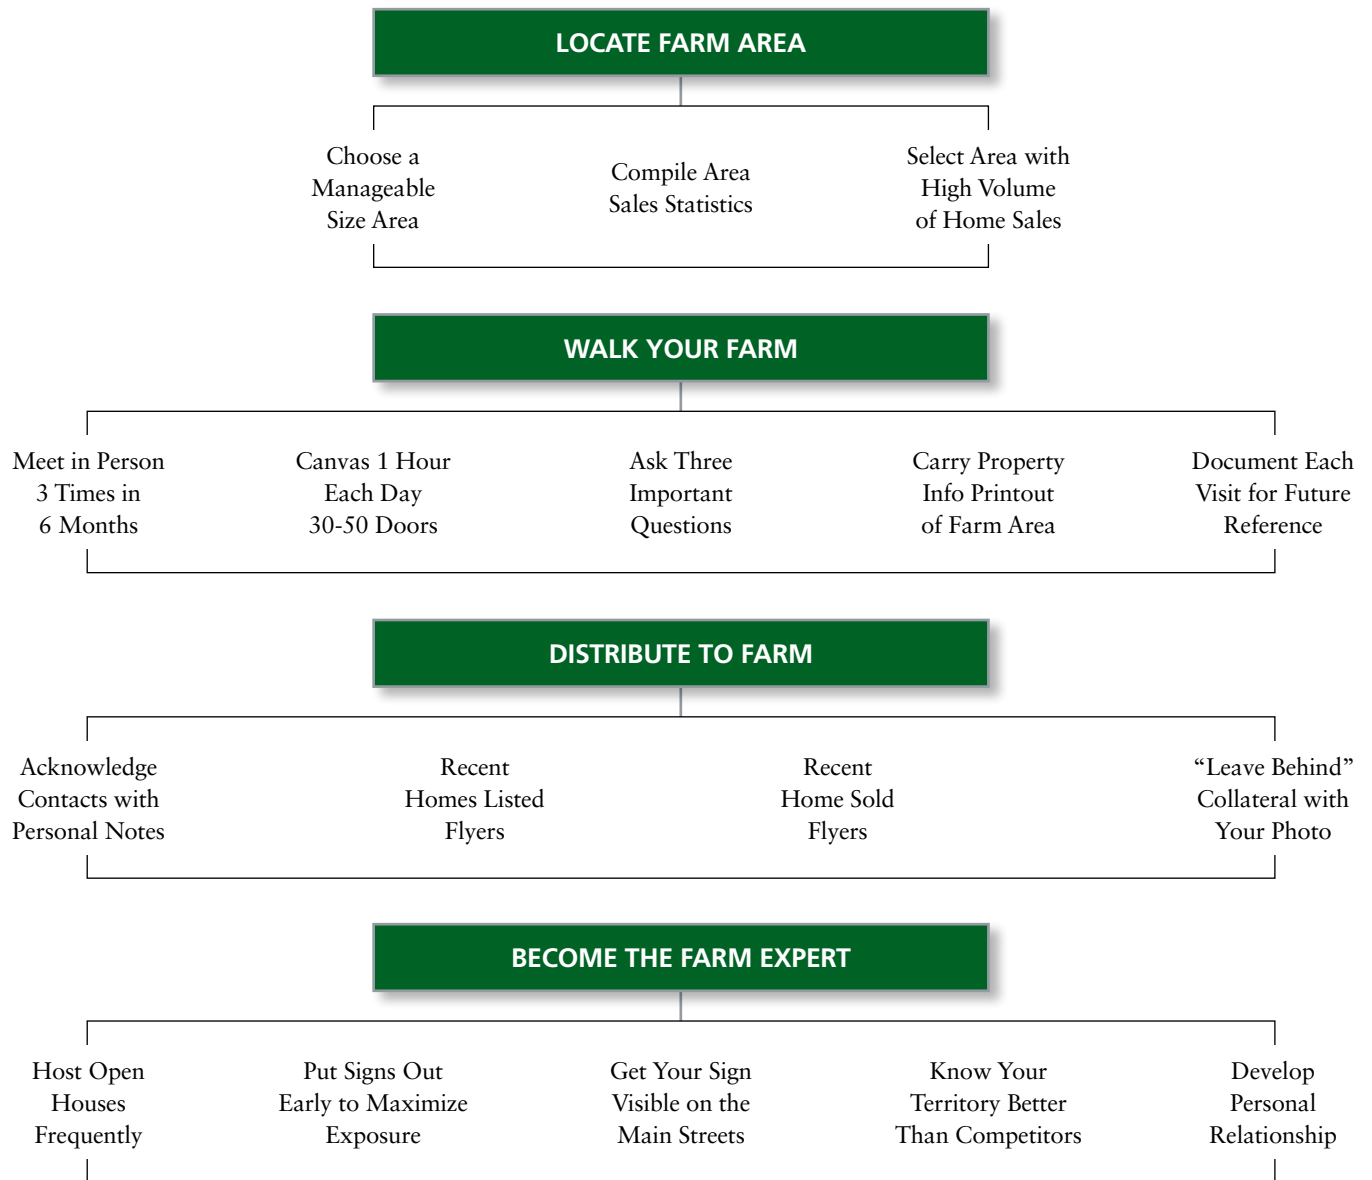 LOCATE FARM AREA
Choose a
Manageable
Size Area
Compile Area
Sales Statistics
Select Area with
High Volume
of Home Sales
WALK YOUR FARM
Meet in Person
3 Times in
6 Months
Canvas 1 Hour
Each Day
30-50 Doors
Ask Three
Important
Questions
Carry Property
Info Printout
of Farm Area
Document Each
Visit for Future
Reference
DISTRIBUTE TO FARM
Acknowledge
Contacts with
Personal Notes
Recent
Homes Listed
Flyers
Recent
Home Sold
Flyers
“Leave Behind”
Collateral with
Your Photo
BECOME THE FARM EXPERT
Host Open
Houses
Frequently
Put Signs Out
Early to Maximize
Exposure
Get Your Sign
Visible on the
Main Streets
Know Your
Territory Better
Than Competitors
Develop
Personal
Relationship